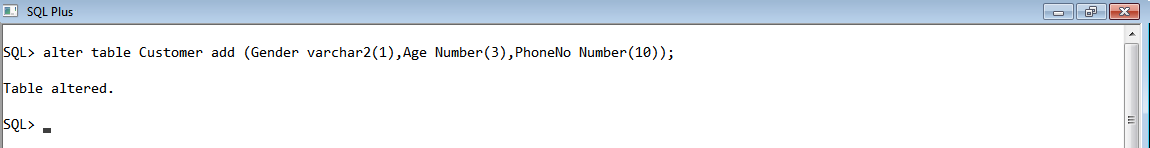 SQL Plus
SQL> alter table Customer add (Gender varchar2(1),Age Number(3),PhoneNo Number(10));
Table altered.
SQL>